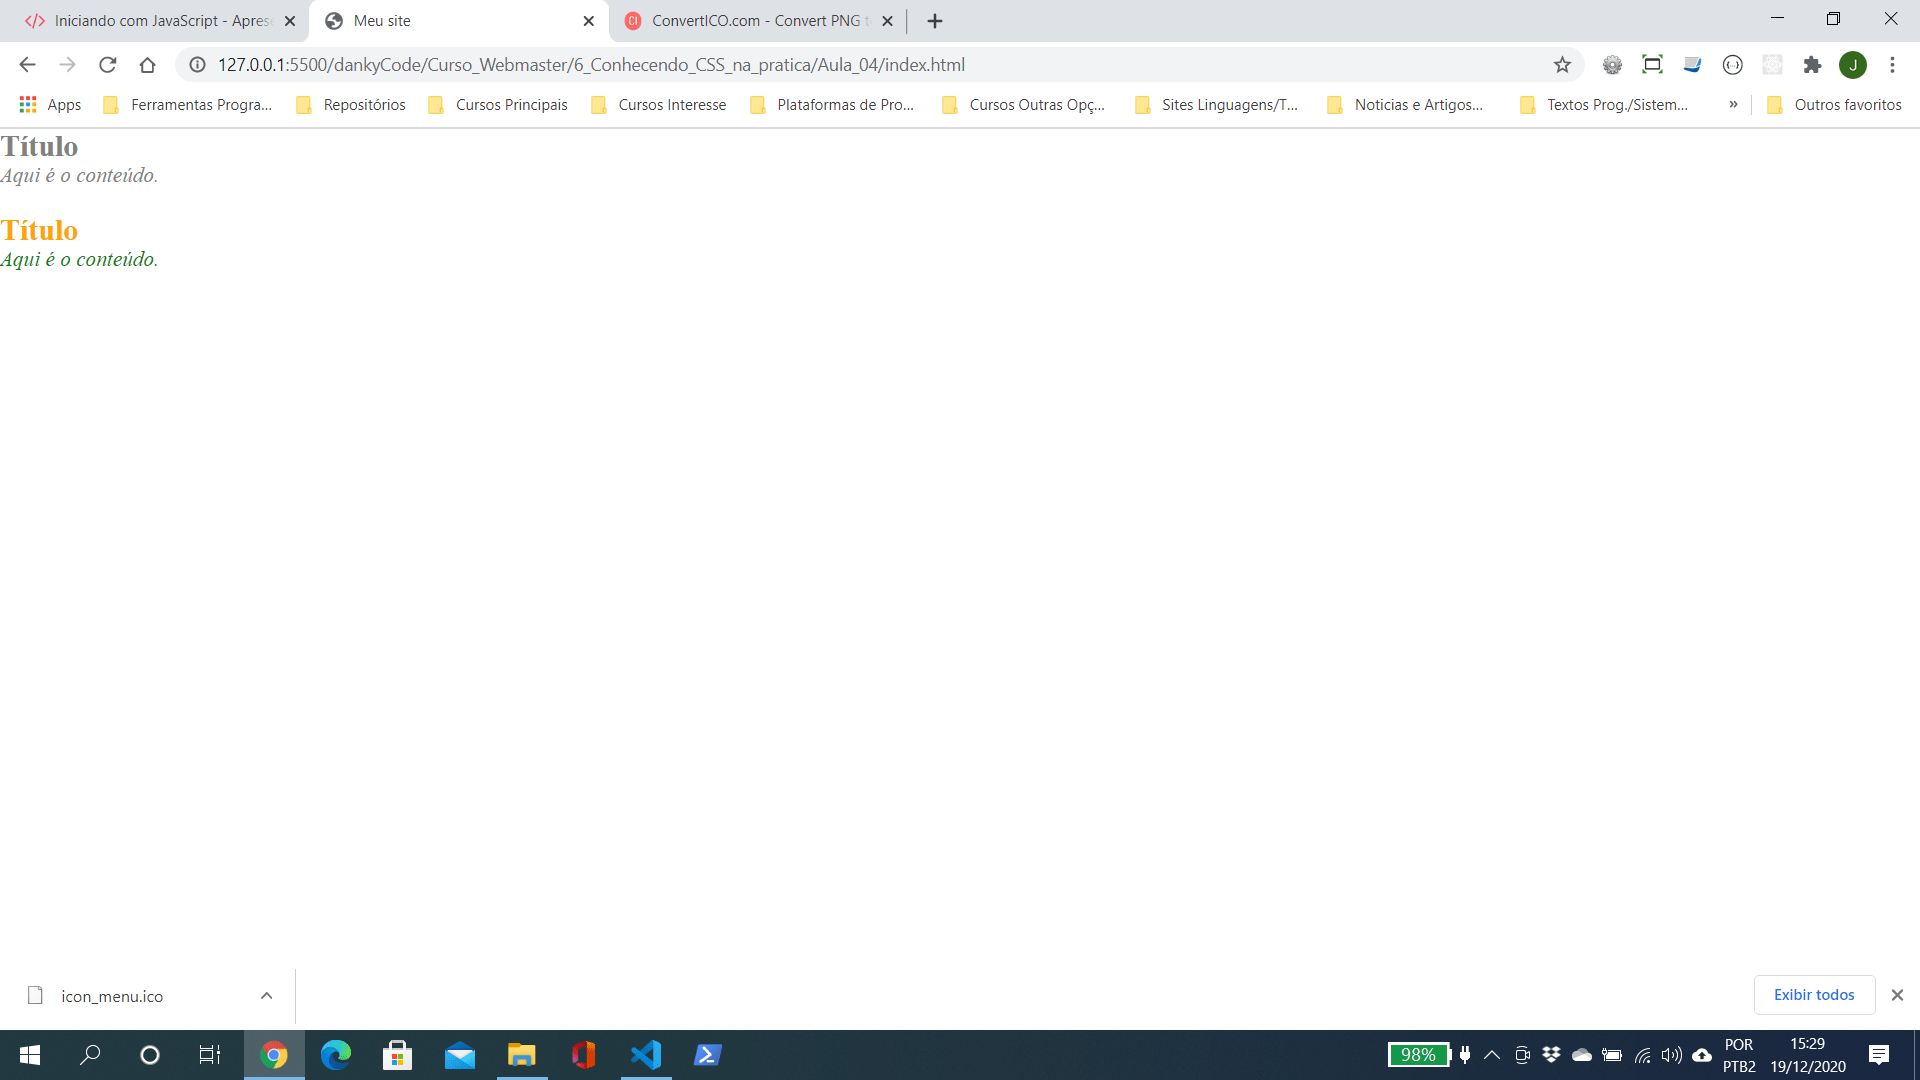 Iniciando com JavaScript - Aprese
Meu site
CI ConvertICO.com - Convert PNG t
127.0.0.1:5500/dankyCode/Curso_Webmaster/6_Conhecendo_CSS_na_pratica/Aula_04/index.html
J
Apps Ferramentas Progra... Repositórios Cursos Principais Cursos Interesse Plataformas de Pro... Cursos Outras Opç... Sites Linguagens/T... Noticias e Artigos... Textos Prog./Sistem... » Outros favoritos
Título
Aqui é o conteúdo.
Título
Aqui é o conteúdo.
icon_menu.ico
Exibir todos
98%
POR
PTB2
15:29
19/12/2020